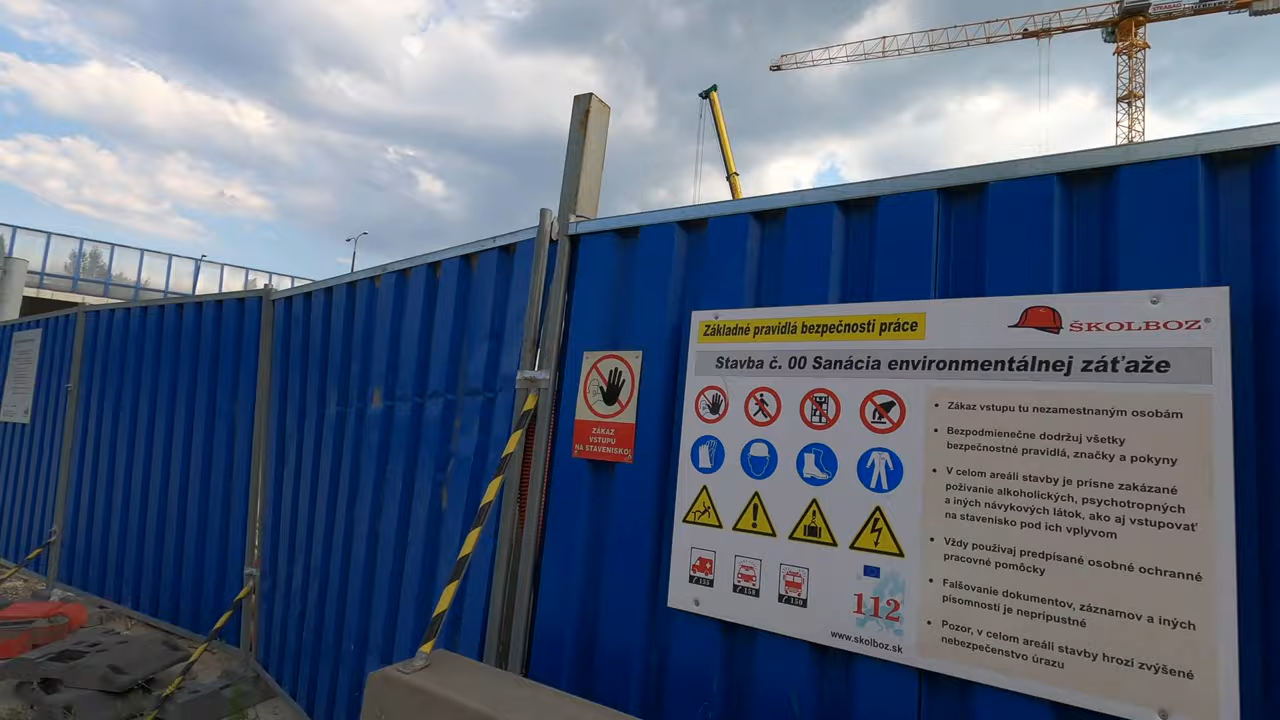 ZÁKAZ
VSTUPU
NA STAVENISKO!
Základné pravidlá bezpečnosti práce
ŠKOLBOZ®
Stavba č. 00 Sanácia environmentálnej záťaže
• Zákaz vstupu tu nezamestnaným osobám
• Bezpodmienečne dodržuj všetky
bezpečnostné pravidlá, značky a pokyny
• V celom areáli stavby je prísne zakázané
požívanie alkoholických, psychotropných
a iných návykových látok, ako aj vstupovať
na stavenisko pod ich vplyvom
• Vždy používaj predpísané osobné ochranné
pracovné pomôcky
• Falšovanie dokumentov, záznamov a iných
písomností je neprípustné
• Pozor, v celom areáli stavby hrozí zvýšené
nebezpečenstvo úrazu
155
158
150
112
www.skolboz.sk